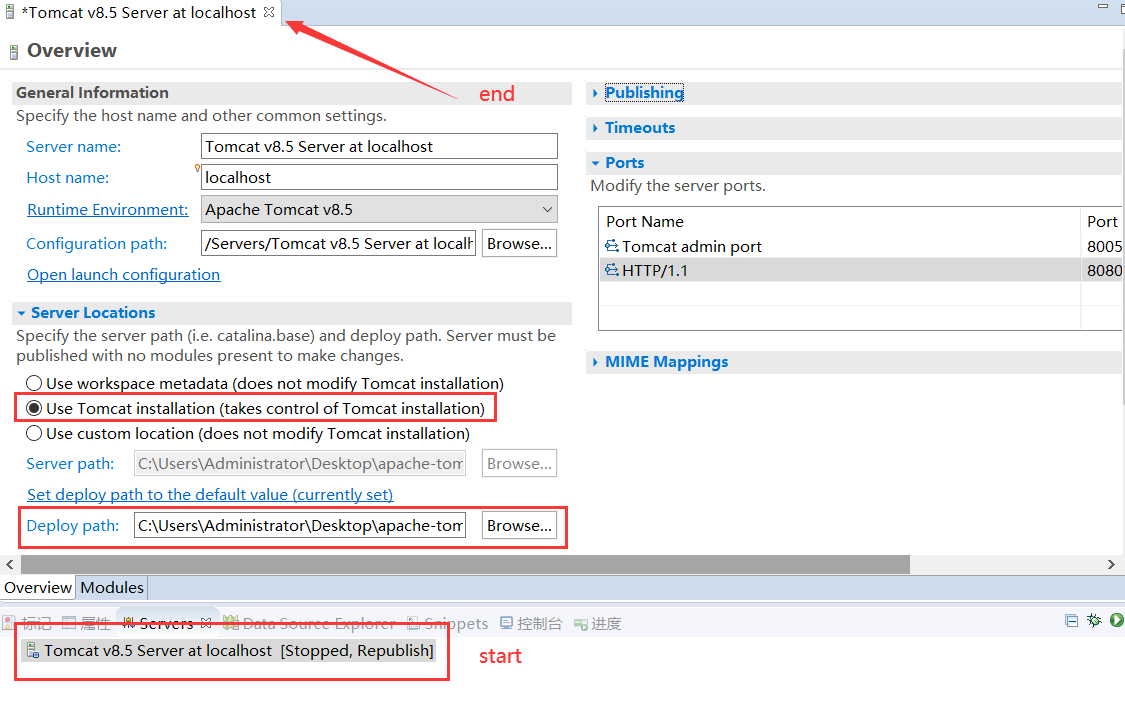 *Tomcat v8.5 Server at localhost
Overview
end
General Information
Specify the host name and other common settings.
Server name: Tomcat v8.5 Server at localhost
Host name: localhost
Runtime Environment: Apache Tomcat v8.5
Configuration path: /Servers/Tomcat v8.5 Server at localh Browse...
Open launch configuration
Server Locations
Specify the server path (i.e. catalina.base) and deploy path. Server must be
published with no modules present to make changes.
Use workspace metadata (does not modify Tomcat installation)
Use Tomcat installation (takes control of Tomcat installation)
Use custom location (does not modify Tomcat installation)
Server path: C:\Users\Administrator\Desktop\apache-tom Browse...
Set deploy path to the default value (currently set)
Deploy path: C:\Users\Administrator\Desktop\apache-tom Browse...
Publishing
Timeouts
Ports
Modify the server ports.
Port Name Port
Tomcat admin port 8005
HTTP/1.1 8080
MIME Mappings
Overview Modules
标记 属性 Servers Data Source Explorer Snippets 控制台 进度
Tomcat v8.5 Server at localhost [Stopped, Republish]
start